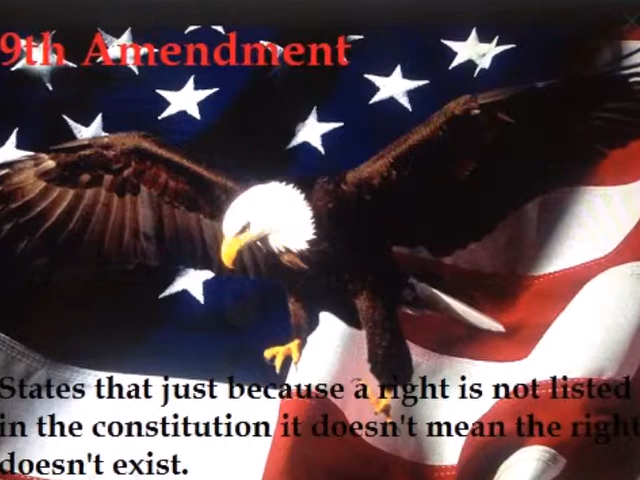 9th Amendment
States that just because a right is not listed
in the constitution it doesn't mean the right
doesn't exist.